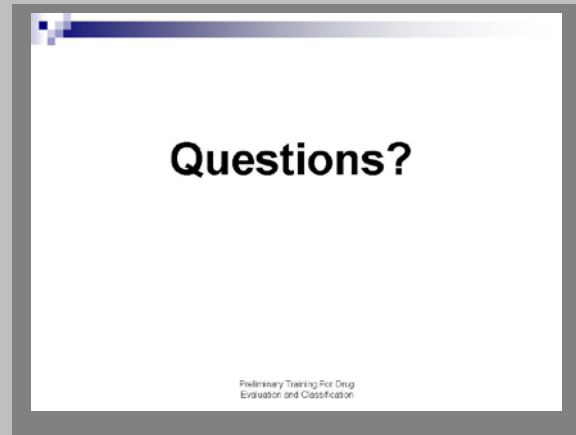 Questions?
Preliminary Training For Drug
Evaluation and Classification